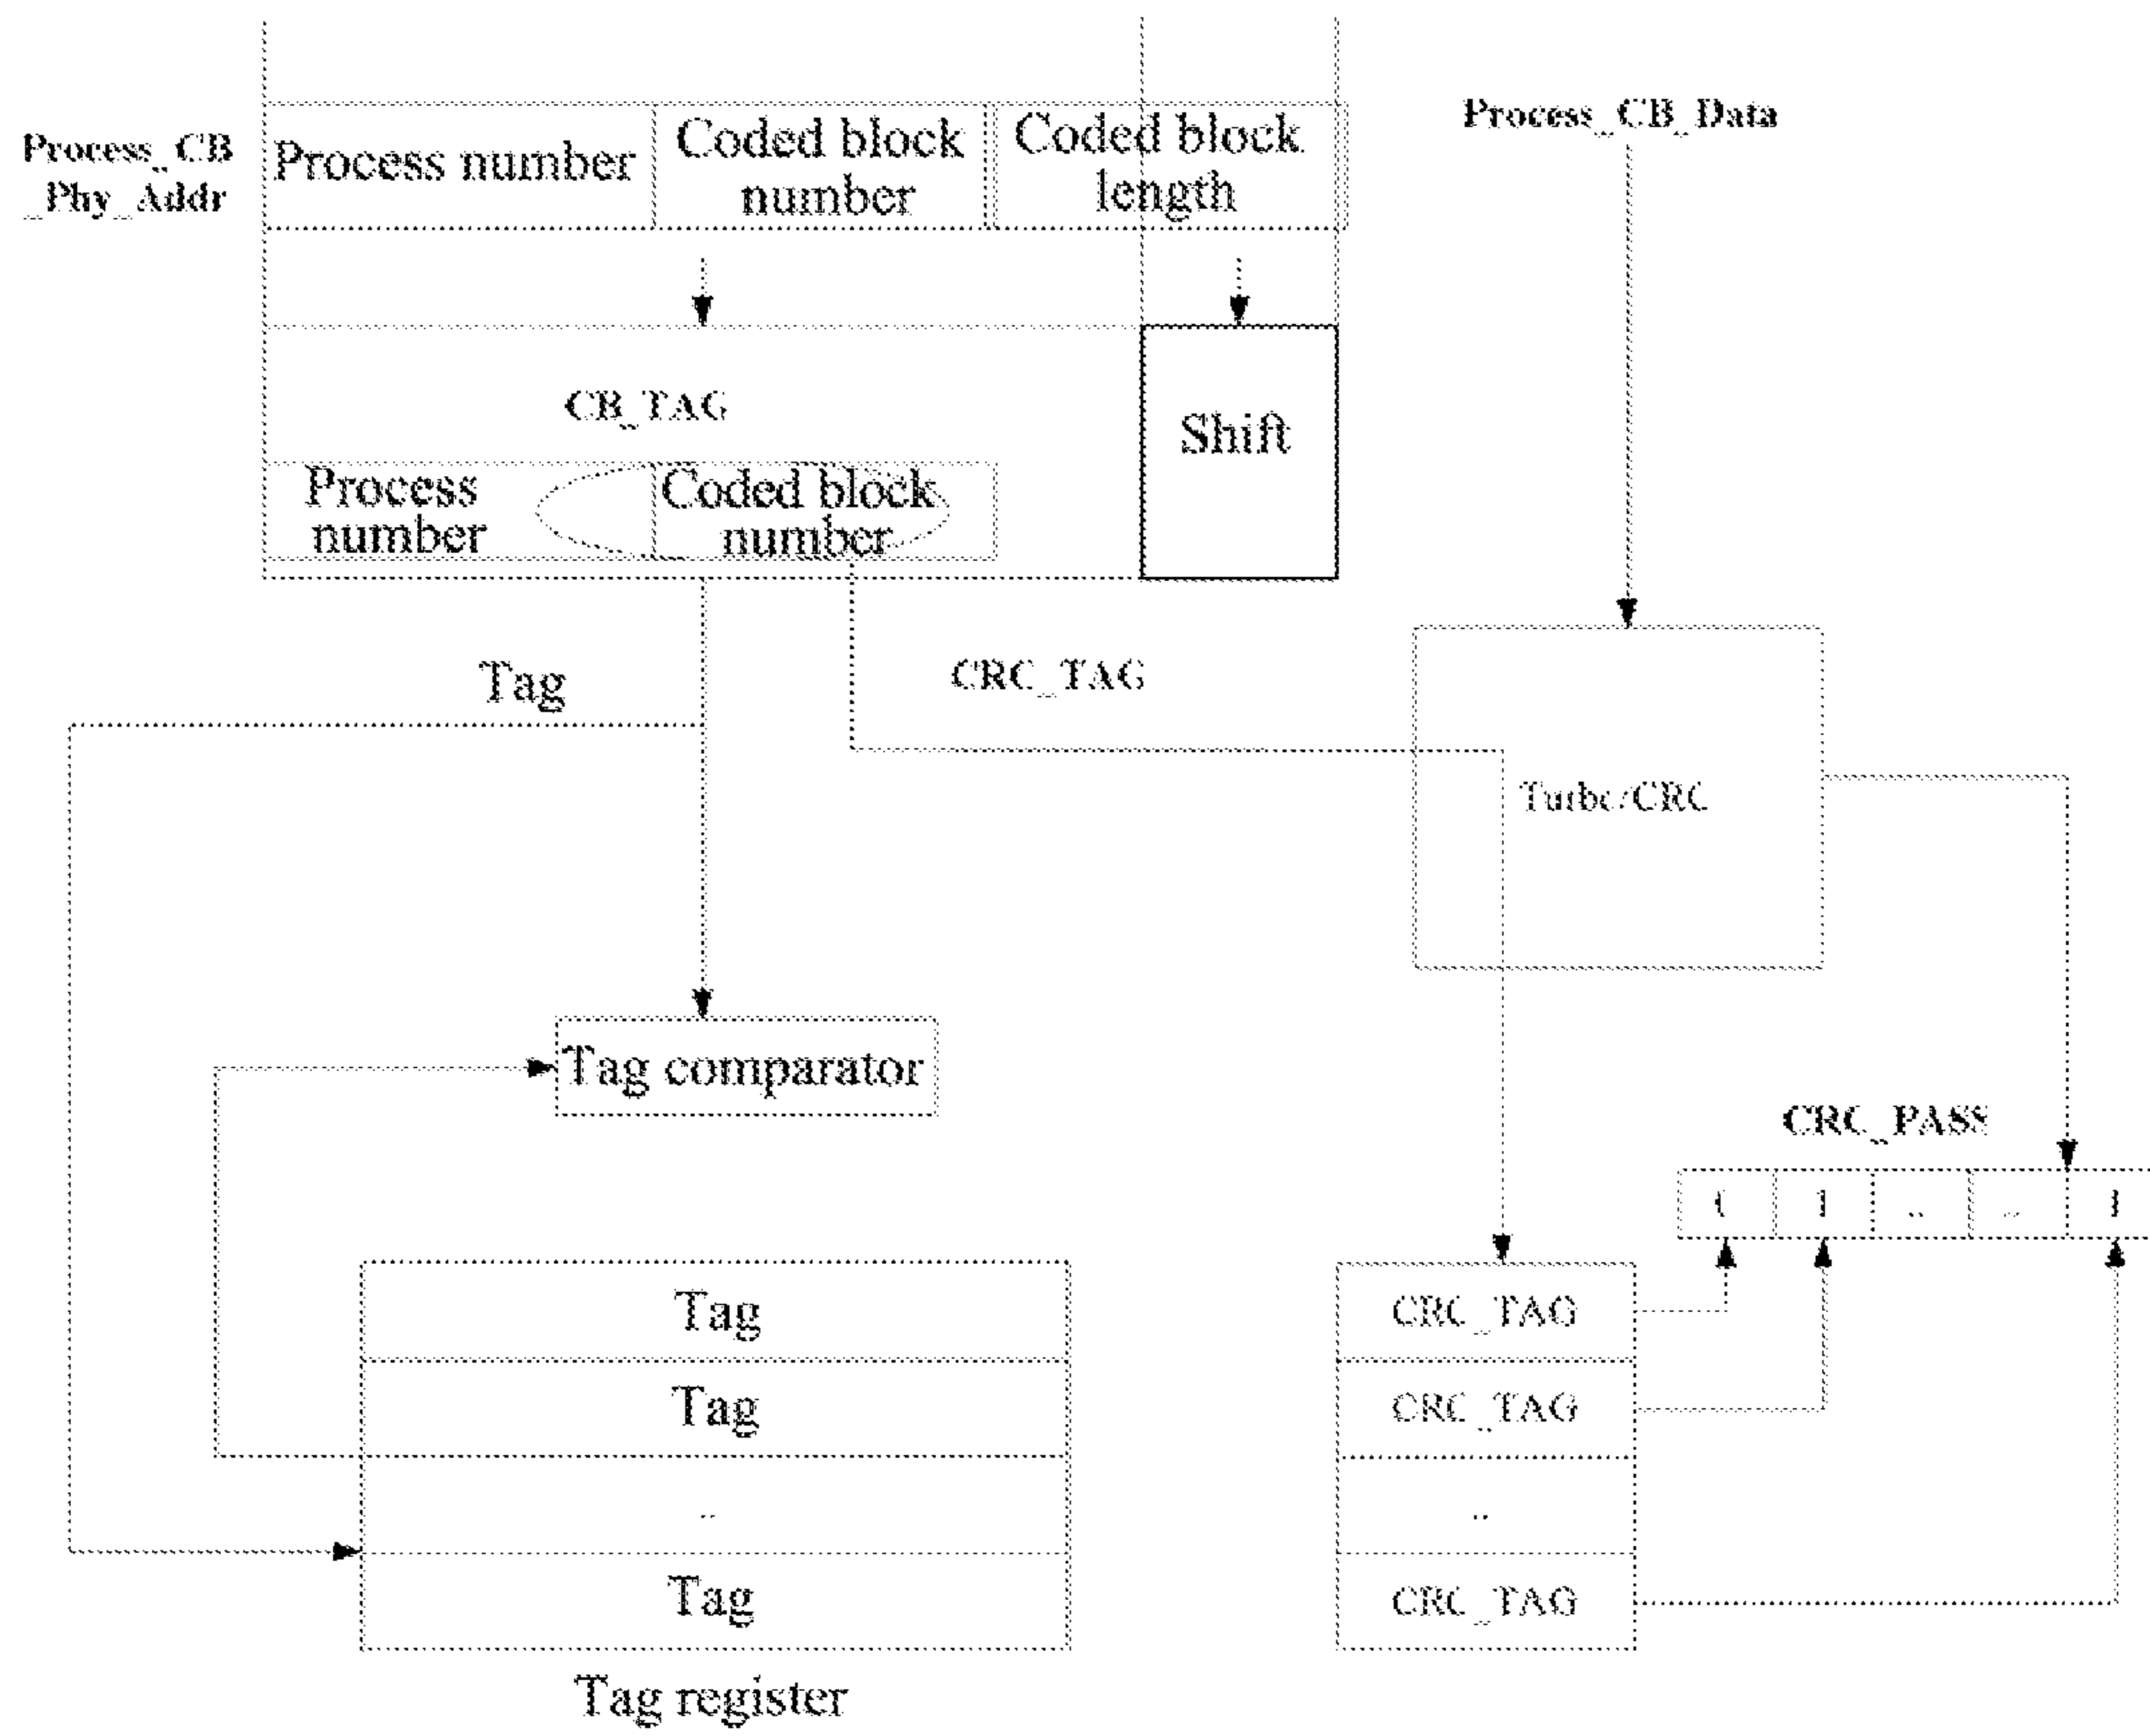 Process_CB
_Phy_Addr
Process number
Coded block
number
Coded block
length
Process_CB_Data
CB_TAG
Shift
Process
number
Coded block
number
Tag
CRC_TAG
Turbo/CRC
Tag comparator
CRC_PASS
1
..
..
1
Tag
Tag
..
Tag
Tag register
CRC_TAG
CRC_TAG
..
CRC_TAG